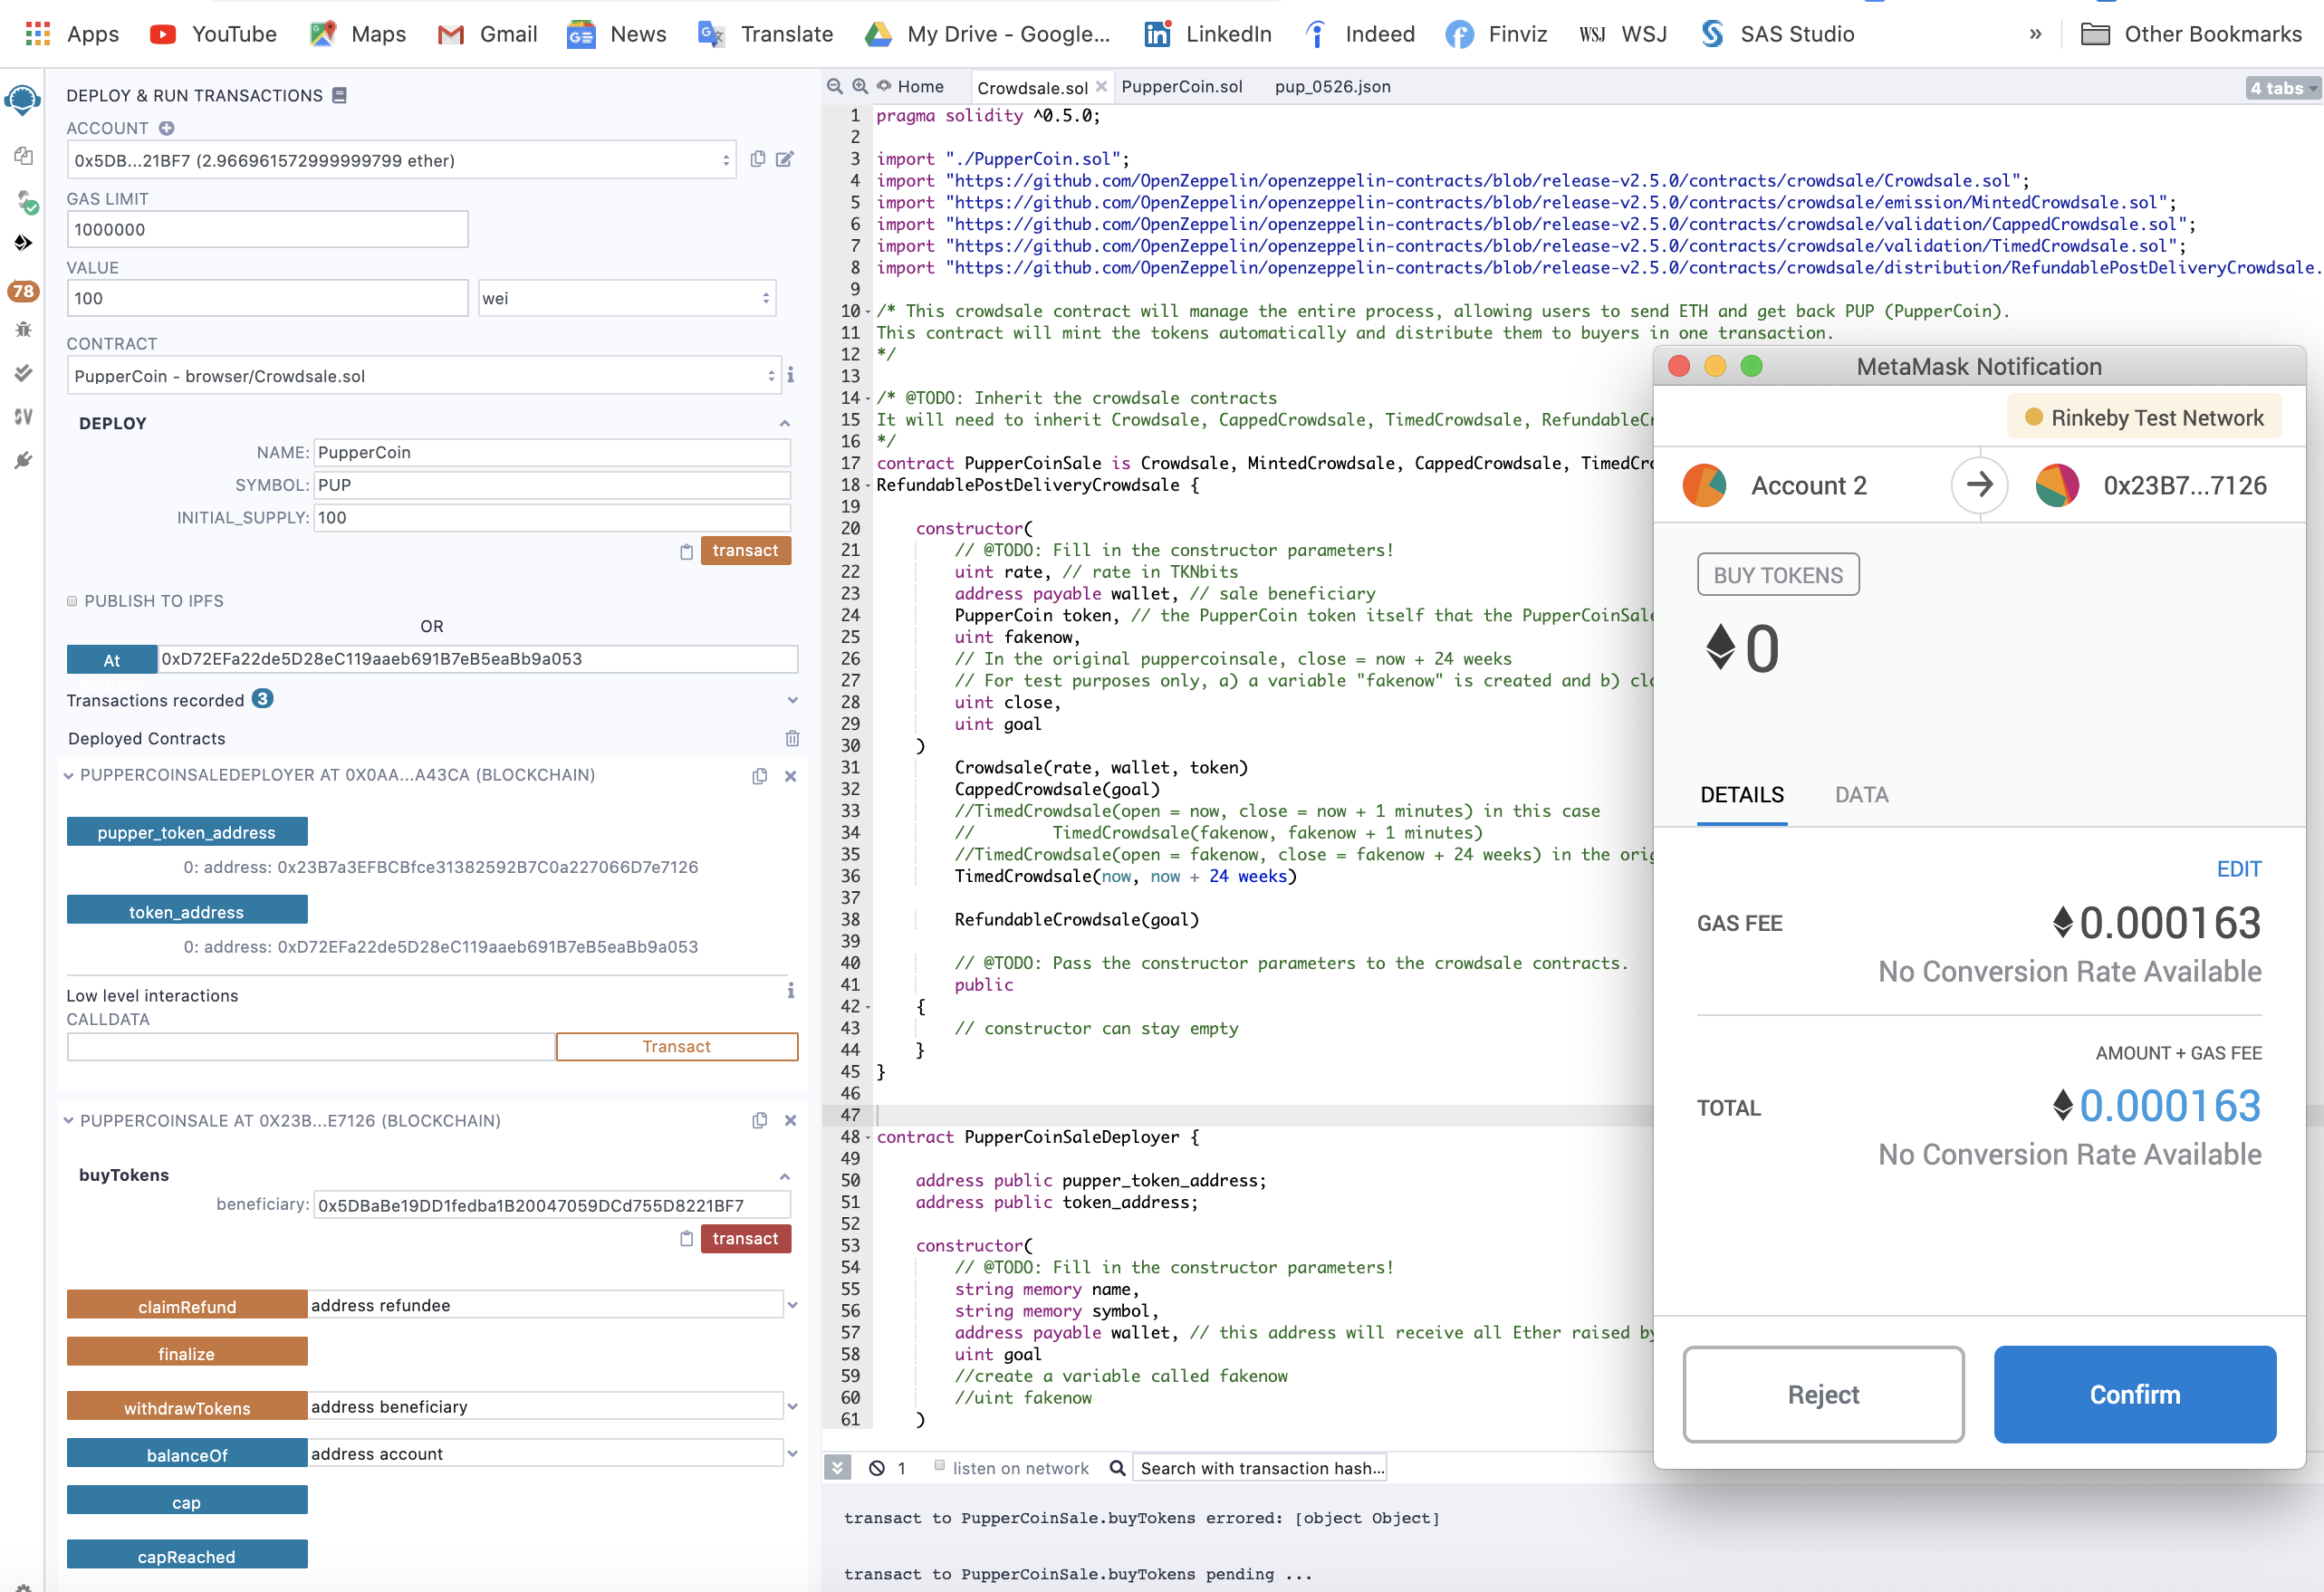 Apps YouTube Maps Gmail News Translate My Drive - Google... LinkedIn Indeed Finviz WSJ WSJ SAS Studio » Other Bookmarks
DEPLOY & RUN TRANSACTIONS
ACCOUNT
0x5DB...21BF7 (2.966961572999999799 ether)
GAS LIMIT
1000000
VALUE
100
wei
CONTRACT
PupperCoin - browser/Crowdsale.sol
DEPLOY
NAME: PupperCoin
SYMBOL: PUP
INITIAL_SUPPLY: 100
transact
PUBLISH TO IPFS
OR
At 0xD72EFa22de5D28eC119aaeb691B7eB5eaBb9a053
Transactions recorded 3
Deployed Contracts
PUPPERCOINSALEDEPLOYER AT 0X0AA...A43CA (BLOCKCHAIN)
pupper_token_address
0: address: 0x23B7a3EFBCBfce31382592B7C0a227066D7e7126
token_address
0: address: 0xD72EFa22de5D28eC119aaeb691B7eB5eaBb9a053
Low level interactions
CALLDATA
Transact
PUPPERCOINSALE AT 0X23B...E7126 (BLOCKCHAIN)
buyTokens
beneficiary: 0x5DBaBe19DD1fedba1B20047059DCd755D8221BF7
transact
claimRefund address refundee
finalize
withdrawTokens address beneficiary
balanceOf address account
cap
capReached
78
Home Crowdsale.sol PupperCoin.sol pup_0526.json 4 tabs
1 pragma solidity ^0.5.0;
2
3 import "./PupperCoin.sol";
4 import "https://github.com/OpenZeppelin/openzeppelin-contracts/blob/release-v2.5.0/contracts/crowdsale/Crowdsale.sol";
5 import "https://github.com/OpenZeppelin/openzeppelin-contracts/blob/release-v2.5.0/contracts/crowdsale/emission/MintedCrowdsale.sol";
6 import "https://github.com/OpenZeppelin/openzeppelin-contracts/blob/release-v2.5.0/contracts/crowdsale/validation/CappedCrowdsale.sol";
7 import "https://github.com/OpenZeppelin/openzeppelin-contracts/blob/release-v2.5.0/contracts/crowdsale/validation/TimedCrowdsale.sol";
8 import "https://github.com/OpenZeppelin/openzeppelin-contracts/blob/release-v2.5.0/contracts/crowdsale/distribution/RefundablePostDeliveryCrowdsale.
9
10 /* This crowdsale contract will manage the entire process, allowing users to send ETH and get back PUP (PupperCoin).
11 This contract will mint the tokens automatically and distribute them to buyers in one transaction.
12 */
13
14 /* @TODO: Inherit the crowdsale contracts
15 It will need to inherit Crowdsale, CappedCrowdsale, TimedCrowdsale, RefundableCr
16 */
17 contract PupperCoinSale is Crowdsale, MintedCrowdsale, CappedCrowdsale, TimedCro
18 RefundablePostDeliveryCrowdsale {
19
20 constructor(
21 // @TODO: Fill in the constructor parameters!
22 uint rate, // rate in TKNbits
23 address payable wallet, // sale beneficiary
24 PupperCoin token, // the PupperCoin token itself that the PupperCoinSale
25 uint fakenow,
26 // In the original puppercoinsale, close = now + 24 weeks
27 // For test purposes only, a) a variable "fakenow" is created and b) clo
28 uint close,
29 uint goal
30 )
31 Crowdsale(rate, wallet, token)
32 CappedCrowdsale(goal)
33 //TimedCrowdsale(open = now, close = now + 1 minutes) in this case
34 // TimedCrowdsale(fakenow, fakenow + 1 minutes)
35 //TimedCrowdsale(open = fakenow, close = fakenow + 24 weeks) in the orig
36 TimedCrowdsale(now, now + 24 weeks)
37
38 RefundableCrowdsale(goal)
39
40 // @TODO: Pass the constructor parameters to the crowdsale contracts.
41 public
42 {
43 // constructor can stay empty
44 }
45 }
46
47
48 contract PupperCoinSaleDeployer {
49
50 address public pupper_token_address;
51 address public token_address;
52
53 constructor(
54 // @TODO: Fill in the constructor parameters!
55 string memory name,
56 string memory symbol,
57 address payable wallet, // this address will receive all Ether raised by
58 uint goal
59 //create a variable called fakenow
60 //uint fakenow
61 )
1 listen on network Search with transaction hash...
transact to PupperCoinSale.buyTokens errored: [object Object]
transact to PupperCoinSale.buyTokens pending ...
MetaMask Notification
Rinkeby Test Network
Account 2 0x23B7...7126
BUY TOKENS
0
DETAILS DATA
EDIT
GAS FEE 0.000163
No Conversion Rate Available
AMOUNT + GAS FEE
TOTAL 0.000163
No Conversion Rate Available
Reject Confirm